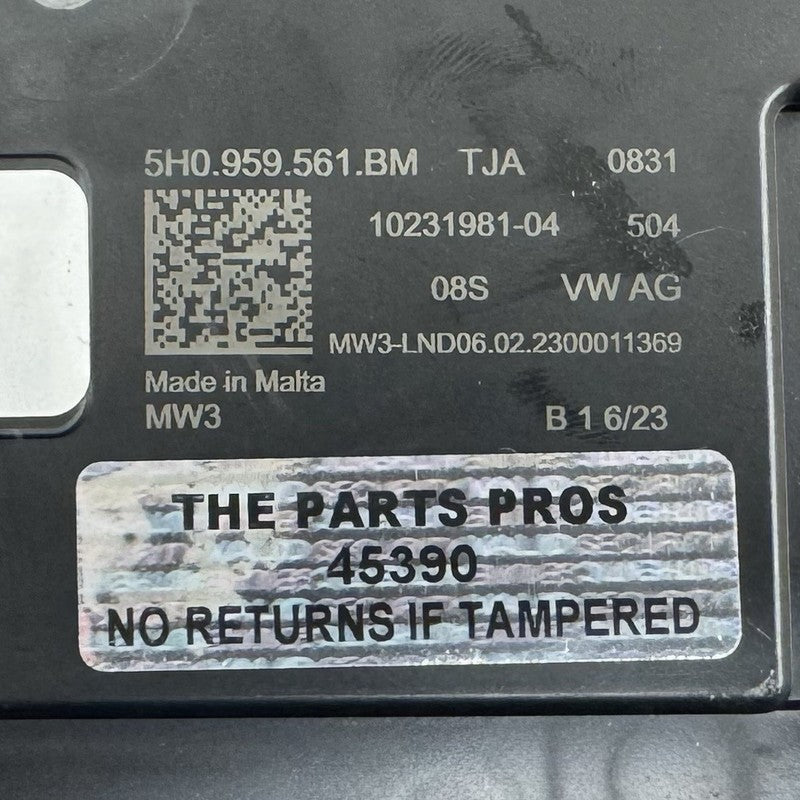 5H0.959.561.BM TJA 0831
10231981-04 504
08S VW AG
MW3-LND06.02.2300011369
Made in Malta
MW3 B 1 6/23
THE PARTS PROS
45390
NO RETURNS IF TAMPERED